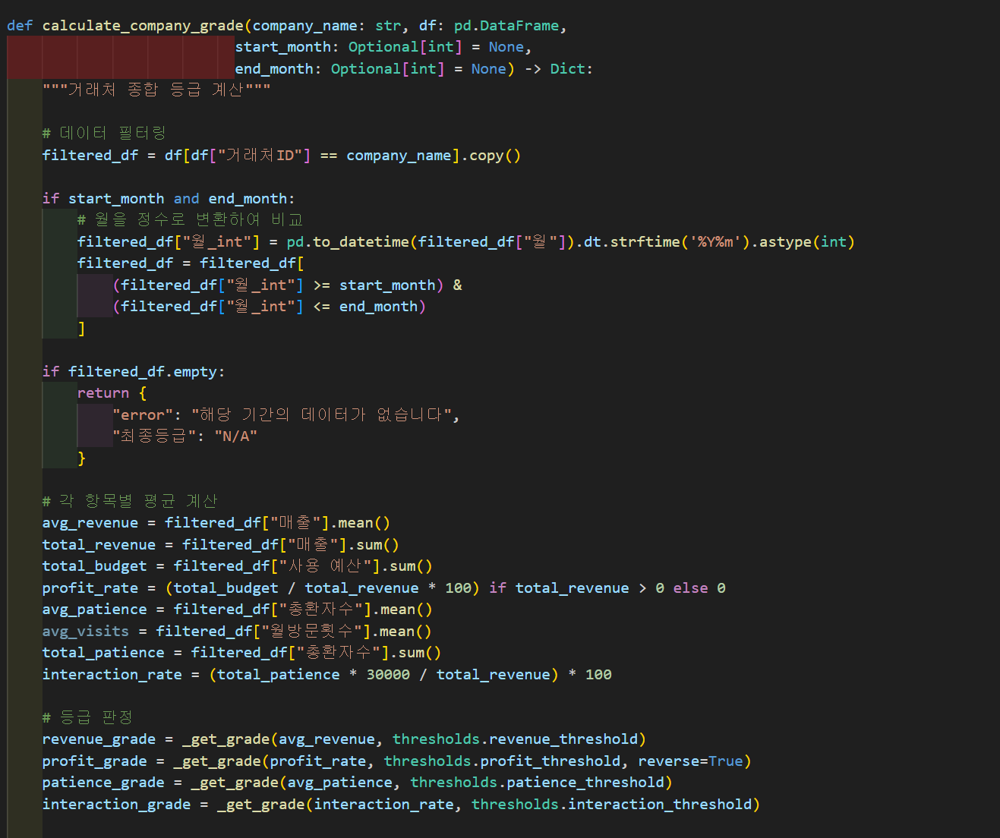 def calculate_company_grade(company_name: str, df: pd.DataFrame,
                          start_month: Optional[int] = None,
                          end_month: Optional[int] = None) -> Dict:
    """거래처 종합 등급 계산"""

    # 데이터 필터링
    filtered_df = df[df["거래처ID"] == company_name].copy()

    if start_month and end_month:
        # 월을 정수로 변환하여 비교
        filtered_df["월_int"] = pd.to_datetime(filtered_df["월"]).dt.strftime('%Y%m').astype(int)
        filtered_df = filtered_df[
            (filtered_df["월_int"] >= start_month) &
            (filtered_df["월_int"] <= end_month)
        ]

    if filtered_df.empty:
        return {
            "error": "해당 기간의 데이터가 없습니다",
            "최종등급": "N/A"
        }

    # 각 항목별 평균 계산
    avg_revenue = filtered_df["매출"].mean()
    total_revenue = filtered_df["매출"].sum()
    total_budget = filtered_df["사용 예산"].sum()
    profit_rate = (total_budget / total_revenue * 100) if total_revenue > 0 else 0
    avg_patience = filtered_df["총환자수"].mean()
    avg_visits = filtered_df["월방문횟수"].mean()
    total_patience = filtered_df["총환자수"].sum()
    interaction_rate = (total_patience * 30000 / total_revenue) * 100

    # 등급 판정
    revenue_grade = _get_grade(avg_revenue, thresholds.revenue_threshold)
    profit_grade = _get_grade(profit_rate, thresholds.profit_threshold, reverse=True)
    patience_grade = _get_grade(avg_patience, thresholds.patience_threshold)
    interaction_grade = _get_grade(interaction_rate, thresholds.interaction_threshold)